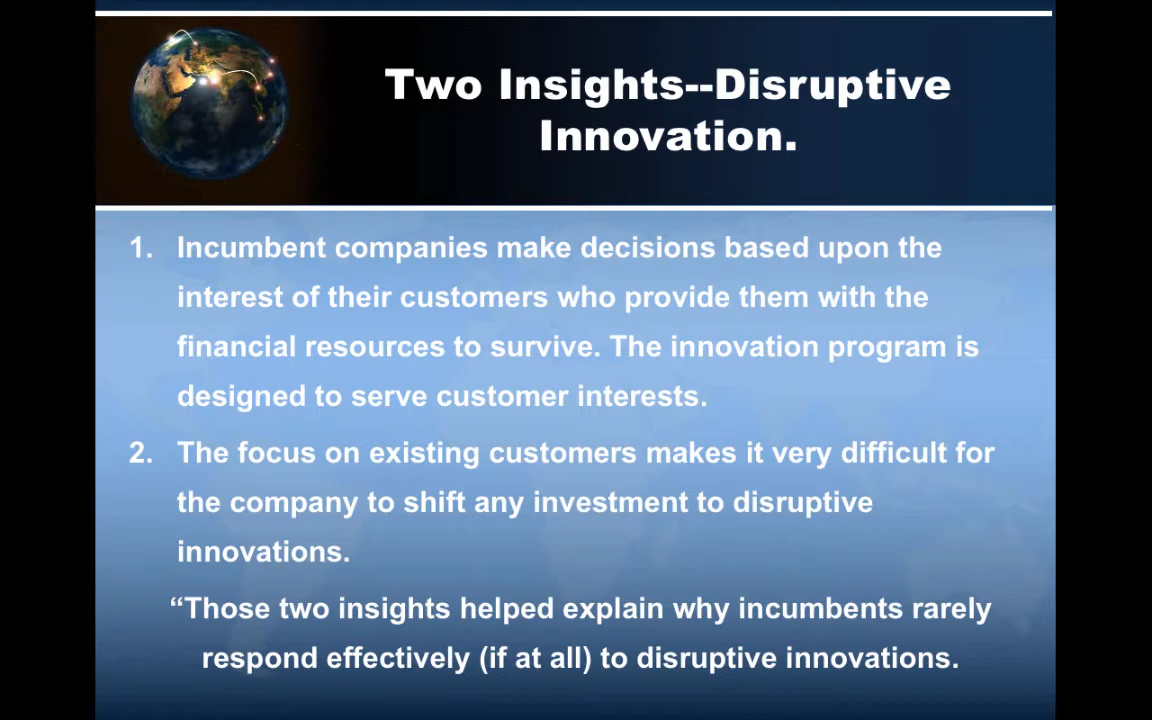 Two Insights--Disruptive
Innovation.
1. Incumbent companies make decisions based upon the
interest of their customers who provide them with the
financial resources to survive. The innovation program is
designed to serve customer interests.
2. The focus on existing customers makes it very difficult for
the company to shift any investment to disruptive
innovations.
“Those two insights helped explain why incumbents rarely
respond effectively (if at all) to disruptive innovations.